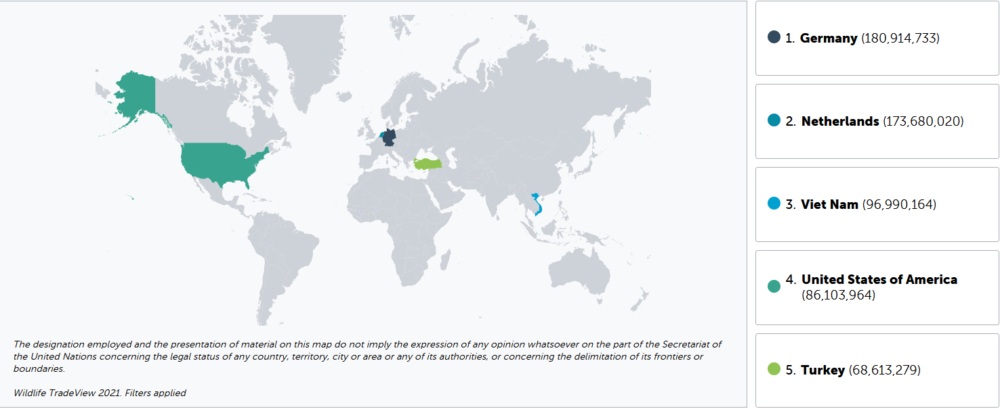 1. Germany (180,914,733)
2. Netherlands (173,680,020)
3. Viet Nam (96,990,164)
4. United States of America
(86,103,964)
5. Turkey (68,613,279)
The designation employed and the presentation of material on this map do not imply the expression of any opinion whatsoever on the part of the Secretariat of
the United Nations concerning the legal status of any country, territory, city or area or any of its authorities, or concerning the delimitation of its frontiers or
boundaries.
Wildlife TradeView 2021. Filters applied